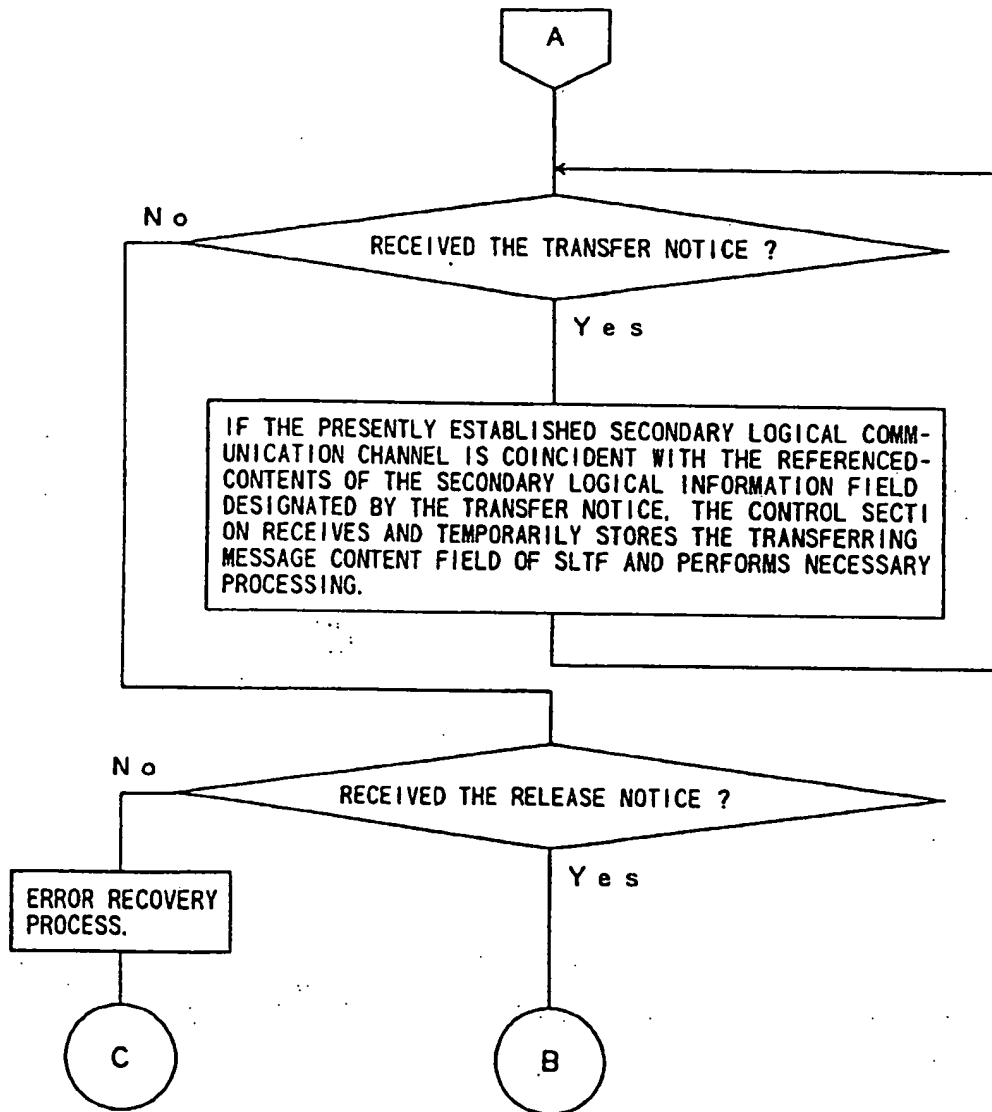 A
No
RECEIVED THE TRANSFER NOTICE ?
Yes
IF THE PRESENTLY ESTABLISHED SECONDARY LOGICAL COMM-
UNICATION CHANNEL IS COINCIDENT WITH THE REFERENCED-
CONTENTS OF THE SECONDARY LOGICAL INFORMATION FIELD
DESIGNATED BY THE TRANSFER NOTICE, THE CONTROL SECTI
ON RECEIVES AND TEMPORARILY STORES THE TRANSFERRING
MESSAGE CONTENT FIELD OF SLTF AND PERFORMS NECESSARY
PROCESSING.
No
RECEIVED THE RELEASE NOTICE ?
Yes
ERROR RECOVERY
PROCESS.
C
B